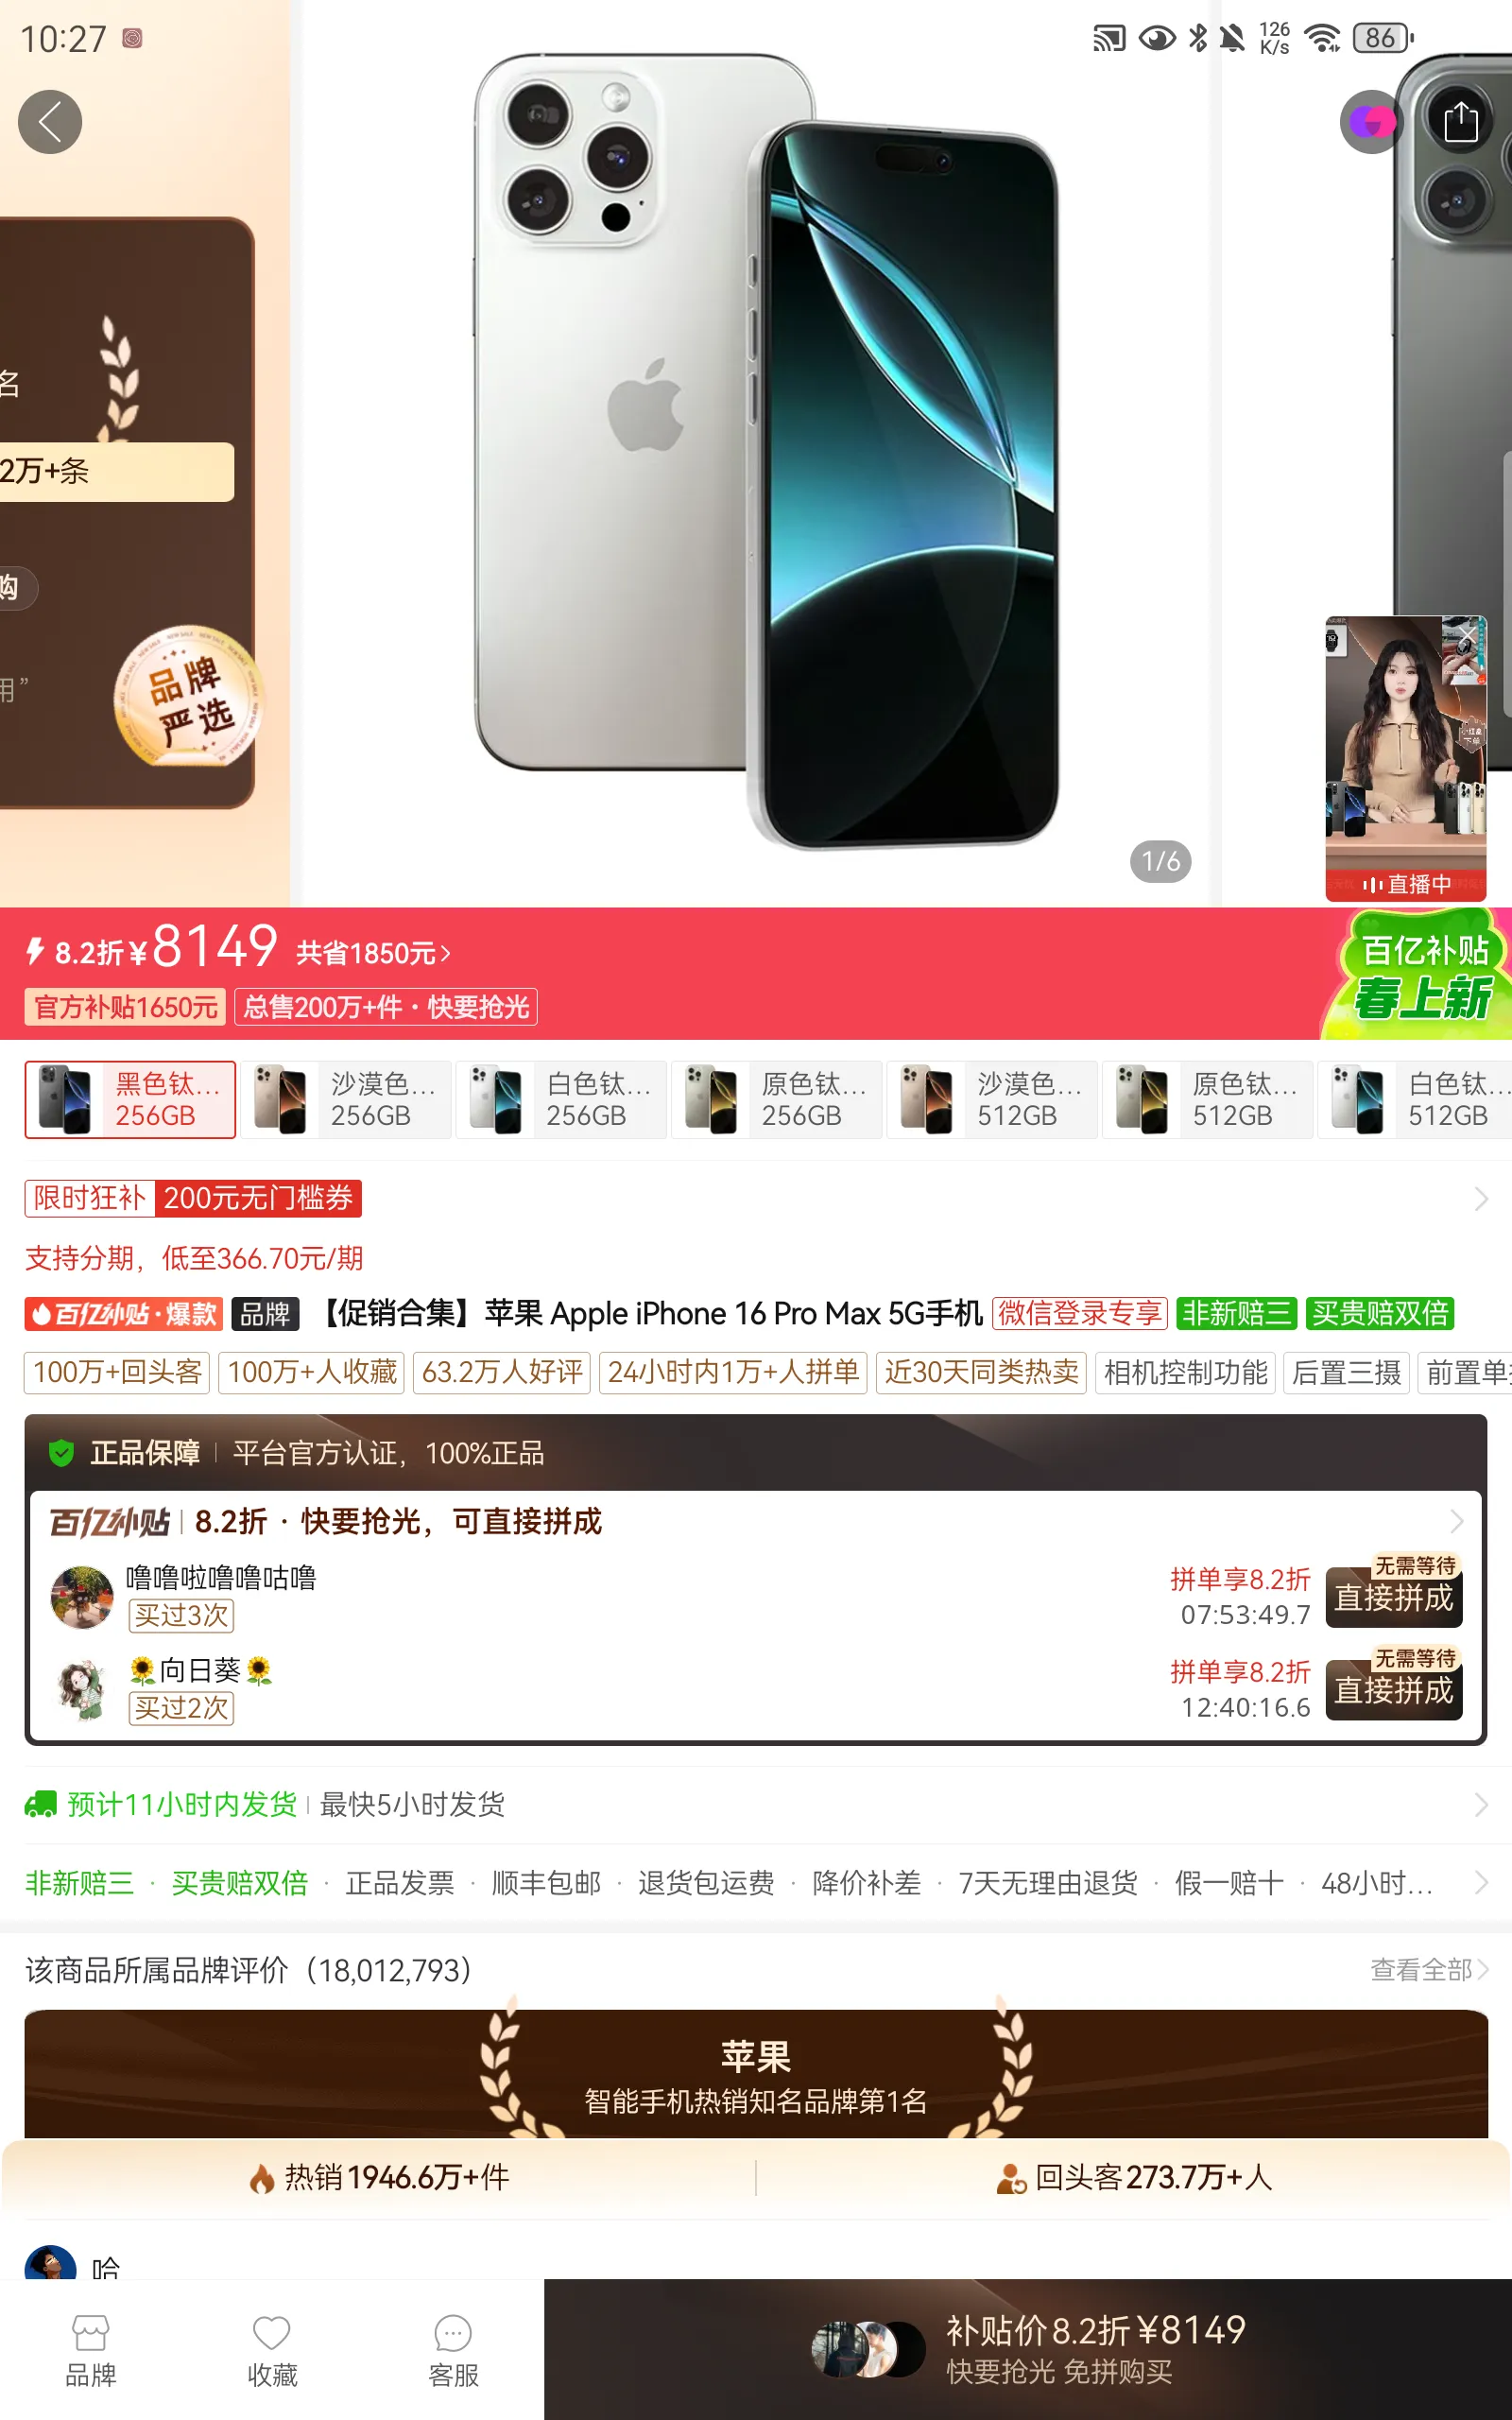 10:27
126
K/s
86
名
2万+条
购
用”
品牌
严选
1/6
直播中
8.2折¥8149 共省1850元
官方补贴1650元 总售200万+件·快要抢光
百亿补贴
春上新
黑色钛...
256GB
沙漠色...
256GB
白色钛...
256GB
原色钛...
256GB
沙漠色...
512GB
原色钛...
512GB
白色钛...
512GB
限时狂补 200元无门槛券
支持分期，低至366.70元/期
百亿补贴·爆款 品牌 【促销合集】苹果 Apple iPhone 16 Pro Max 5G手机 微信登录专享 非新赔三 买贵赔双倍
100万+回头客 100万+人收藏 63.2万人好评 24小时内1万+人拼单 近30天同类热卖 相机控制功能 后置三摄 前置单
正品保障 平台官方认证，100%正品
百亿补贴 8.2折·快要抢光，可直接拼成
噜噜啦噜噜咕噜
买过3次
拼单享8.2折
07:53:49.7
无需等待
直接拼成
🌻向日葵🌻
买过2次
拼单享8.2折
12:40:16.6
无需等待
直接拼成
预计11小时内发货 最快5小时发货
非新赔三 · 买贵赔双倍 · 正品发票 · 顺丰包邮 · 退货包运费 · 降价补差 · 7天无理由退货 · 假一赔十 · 48小时...
该商品所属品牌评价（18,012,793）
查看全部
苹果
智能手机热销知名品牌第1名
热销1946.6万+件
回头客273.7万+人
哈
品牌
收藏
客服
补贴价8.2折¥8149
快要抢光 免拼购买